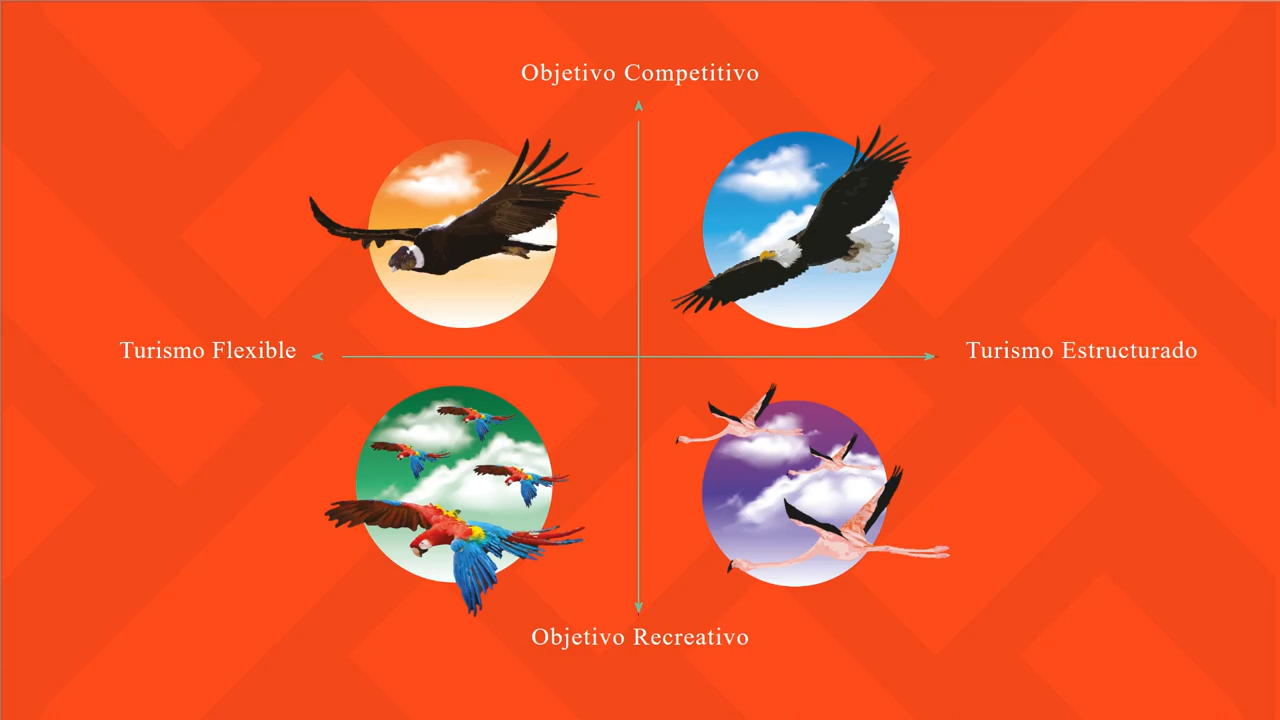 Objetivo Competitivo
Turismo Flexible
Turismo Estructurado
Objetivo Recreativo